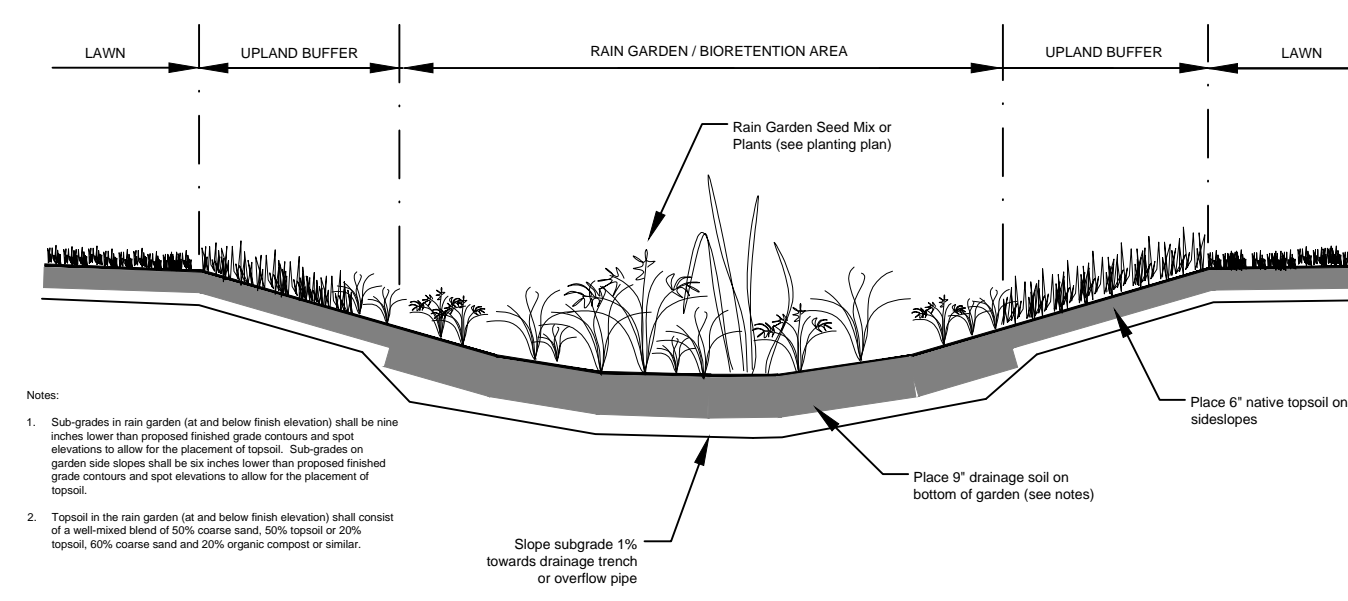 LAWN
UPLAND BUFFER
RAIN GARDEN / BIORETENTION AREA
UPLAND BUFFER
LAWN
Rain Garden Seed Mix or
Plants (see planting plan)
Place 6" native topsoil on
sideslopes
Place 9" drainage soil on
bottom of garden (see notes)
Slope subgrade 1%
towards drainage trench
or overflow pipe
Notes:
1. Sub-grades in rain garden (at and below finish elevation) shall be nine
inches lower than proposed finished grade contours and spot
elevations to allow for the placement of topsoil. Sub-grades on
garden side slopes shall be six inches lower than proposed finished
grade contours and spot elevations to allow for the placement of
topsoil.
2. Topsoil in the rain garden (at and below finish elevation) shall consist
of a well-mixed blend of 50% coarse sand, 50% topsoil or 20%
topsoil, 60% coarse sand and 20% organic compost or similar.